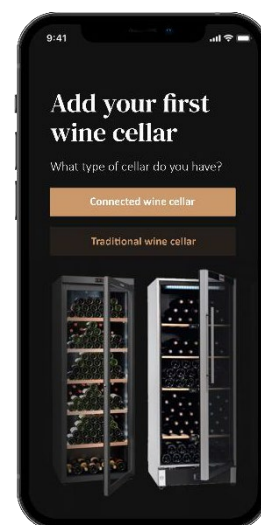 9:41
Add your first
wine cellar
What type of cellar do you have?
Connected wine cellar
Traditional wine cellar